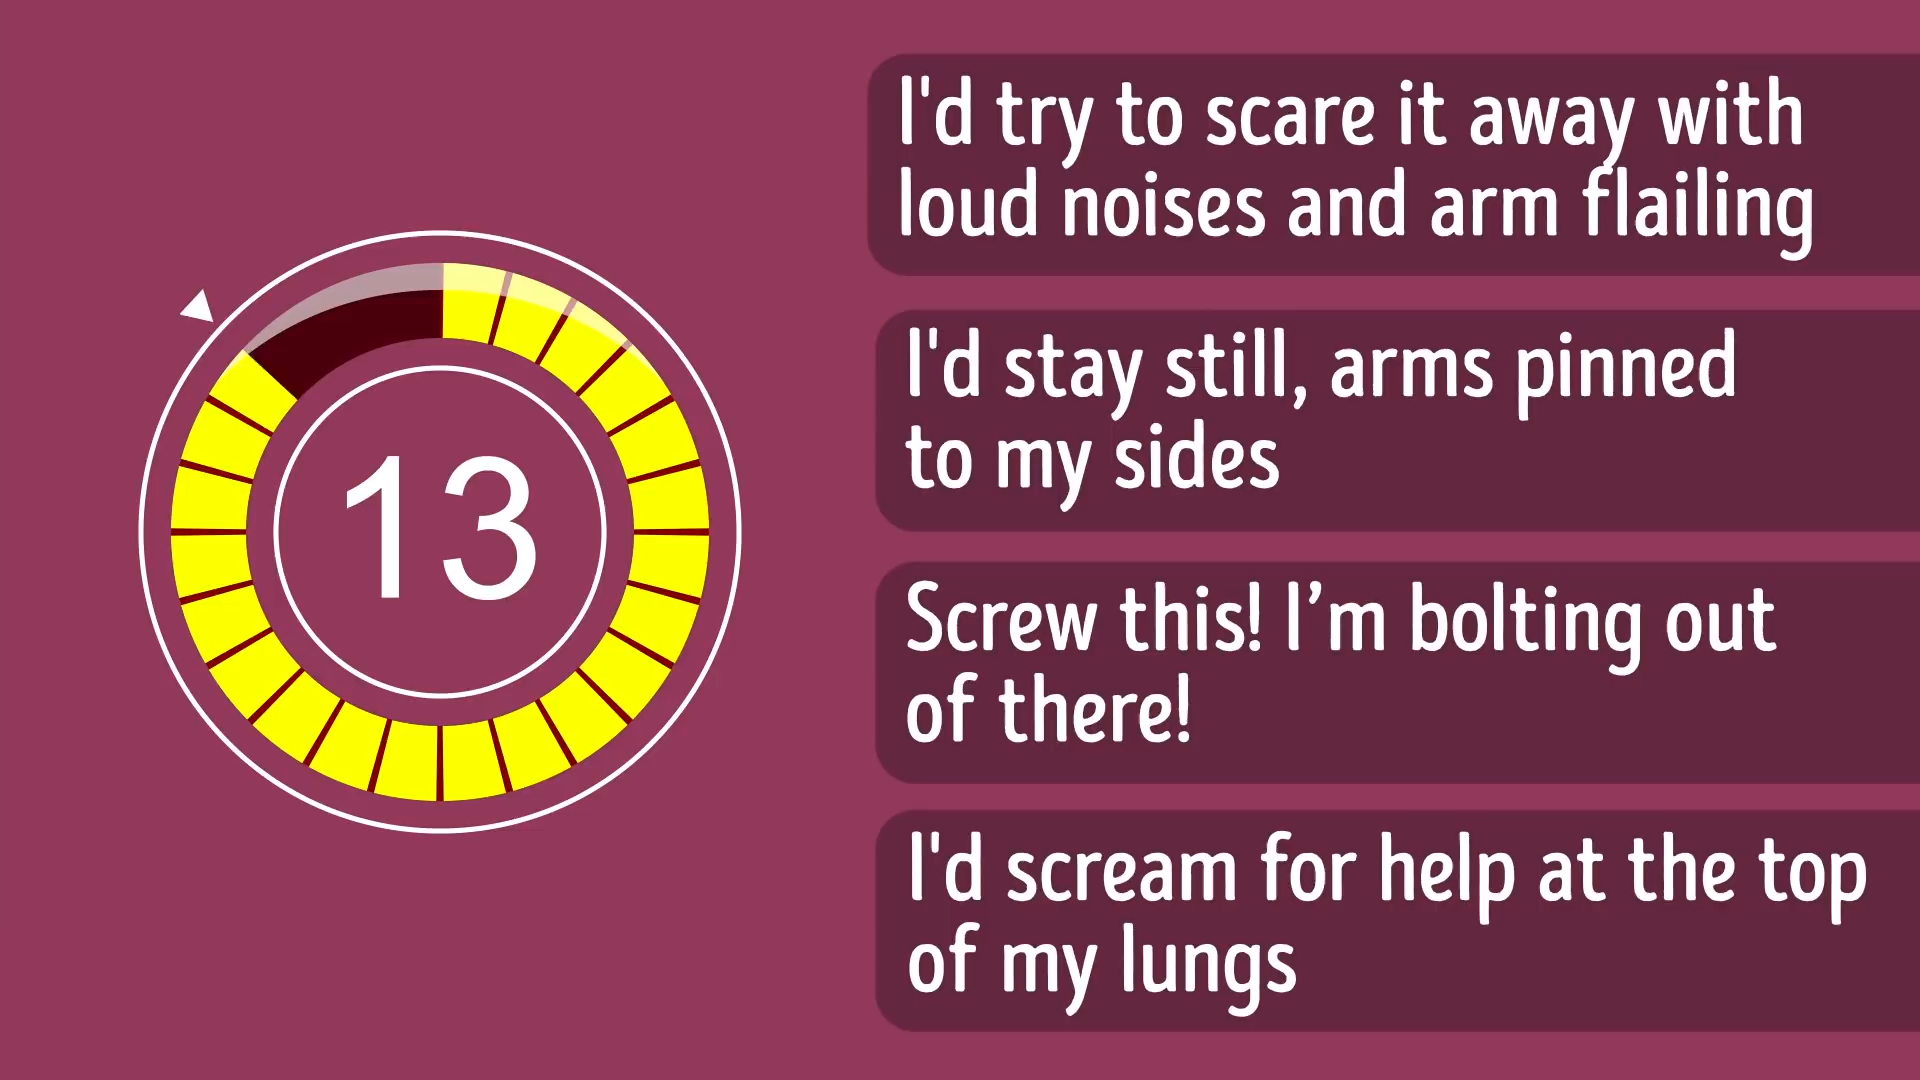 13
I'd try to scare it away with
loud noises and arm flailing
I'd stay still, arms pinned
to my sides
Screw this! I’m bolting out
of there!
I'd scream for help at the top
of my lungs